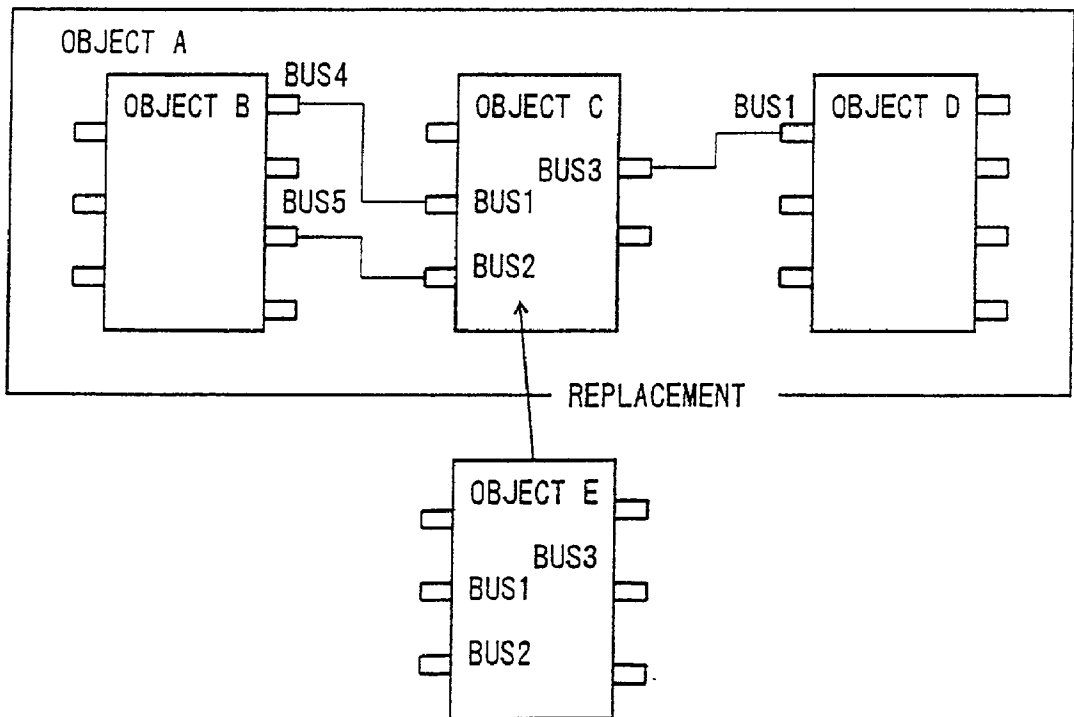 OBJECT A
BUS4
OBJECT B
OBJECT C
BUS1
OBJECT D
BUS3
BUS5
BUS1
BUS2
REPLACEMENT
OBJECT E
BUS3
BUS1
BUS2